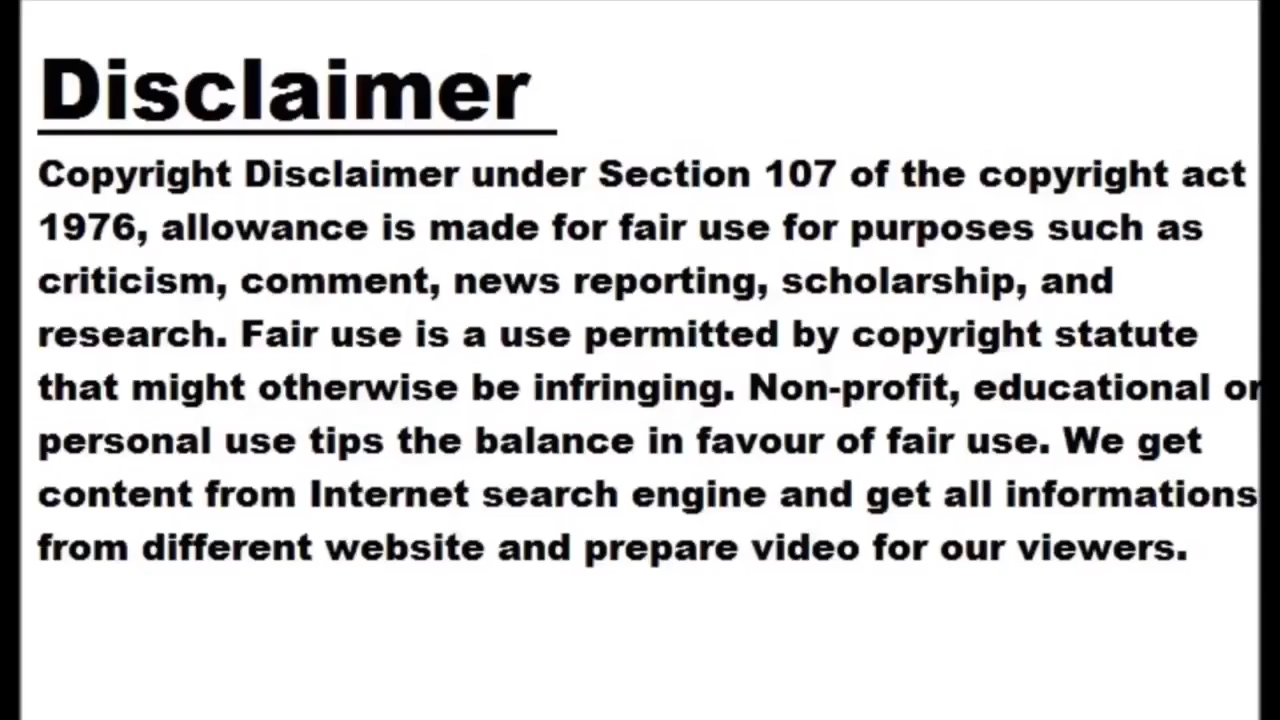 Disclaimer
Copyright Disclaimer under Section 107 of the copyright act
1976, allowance is made for fair use for purposes such as
criticism, comment, news reporting, scholarship, and
research. Fair use is a use permitted by copyright statute
that might otherwise be infringing. Non-profit, educational or
personal use tips the balance in favour of fair use. We get
content from Internet search engine and get all informations
from different website and prepare video for our viewers.